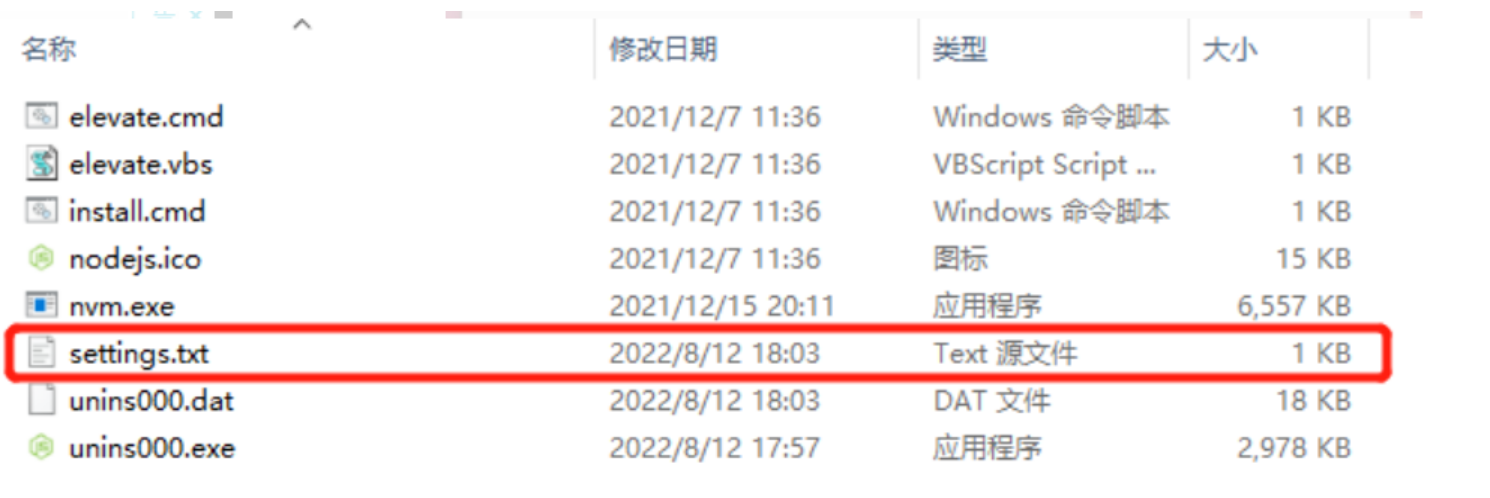 名称 修改日期 类型 大小
elevate.cmd 2021/12/7 11:36 Windows 命令脚本 1 KB
elevate.vbs 2021/12/7 11:36 VBScript Script ... 1 KB
install.cmd 2021/12/7 11:36 Windows 命令脚本 1 KB
nodejs.ico 2021/12/7 11:36 图标 15 KB
nvm.exe 2021/12/15 20:11 应用程序 6,557 KB
settings.txt 2022/8/12 18:03 Text 源文件 1 KB
unins000.dat 2022/8/12 18:03 DAT 文件 18 KB
unins000.exe 2022/8/12 17:57 应用程序 2,978 KB